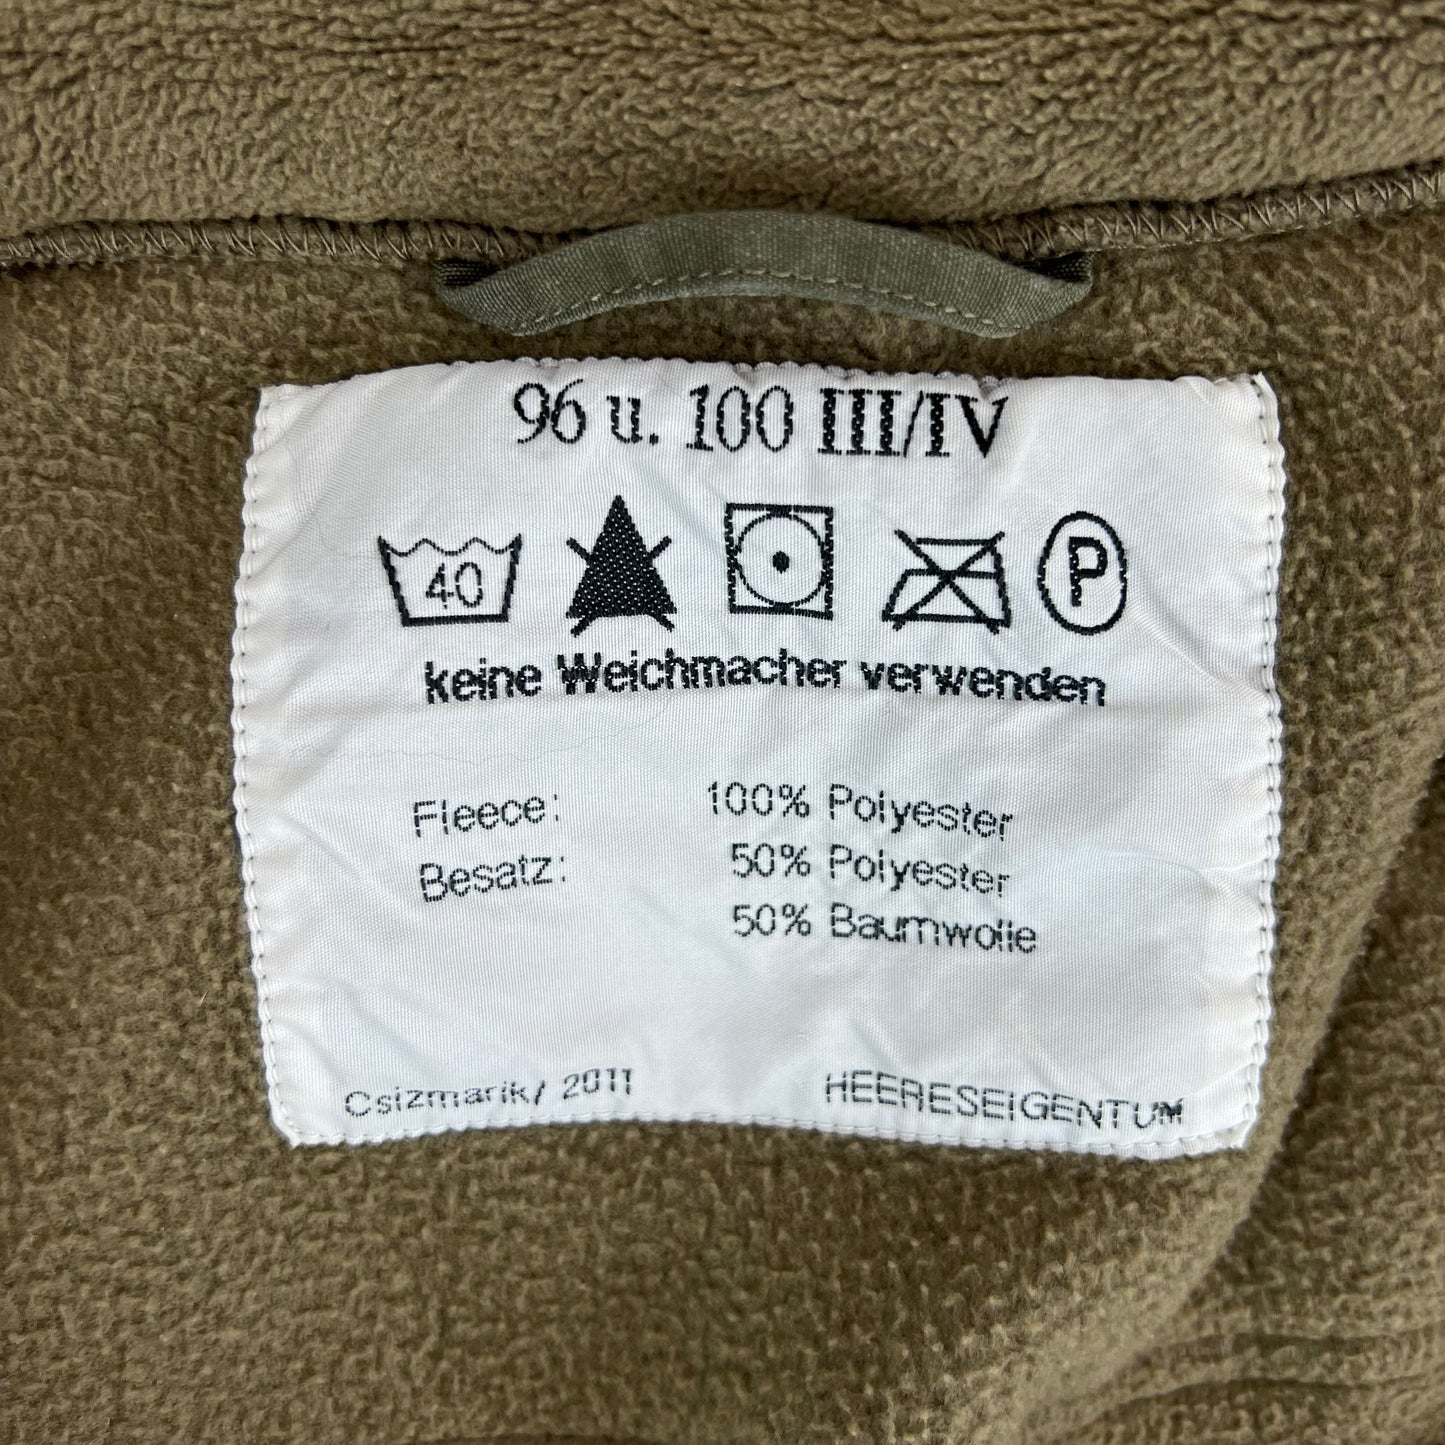 96 u. 100 III/IV
40 P
keine Weichmacher verwenden
Fleece: 100% Polyester
Besatz: 50% Polyester
50% Baumwolle
Csizmarik/ 2011 HEERESEIGENTUM